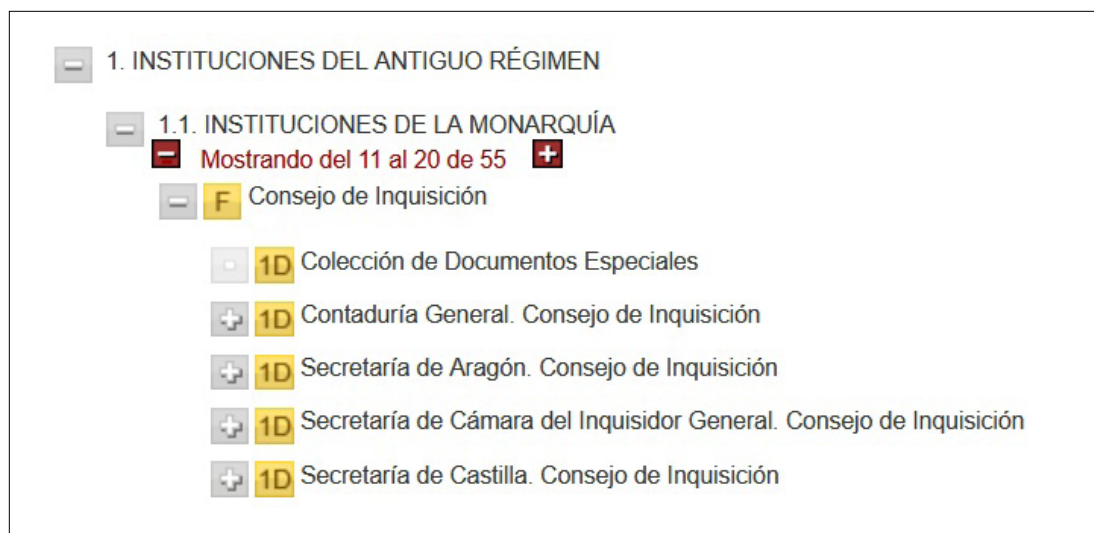 1. INSTITUCIONES DEL ANTIGUO RÉGIMEN
1.1. INSTITUCIONES DE LA MONARQUÍA
Mostrando del 11 al 20 de 55
F Consejo de Inquisición
1D Colección de Documentos Especiales
1D Contaduría General. Consejo de Inquisición
1D Secretaría de Aragón. Consejo de Inquisición
1D Secretaría de Cámara del Inquisidor General. Consejo de Inquisición
1D Secretaría de Castilla. Consejo de Inquisición